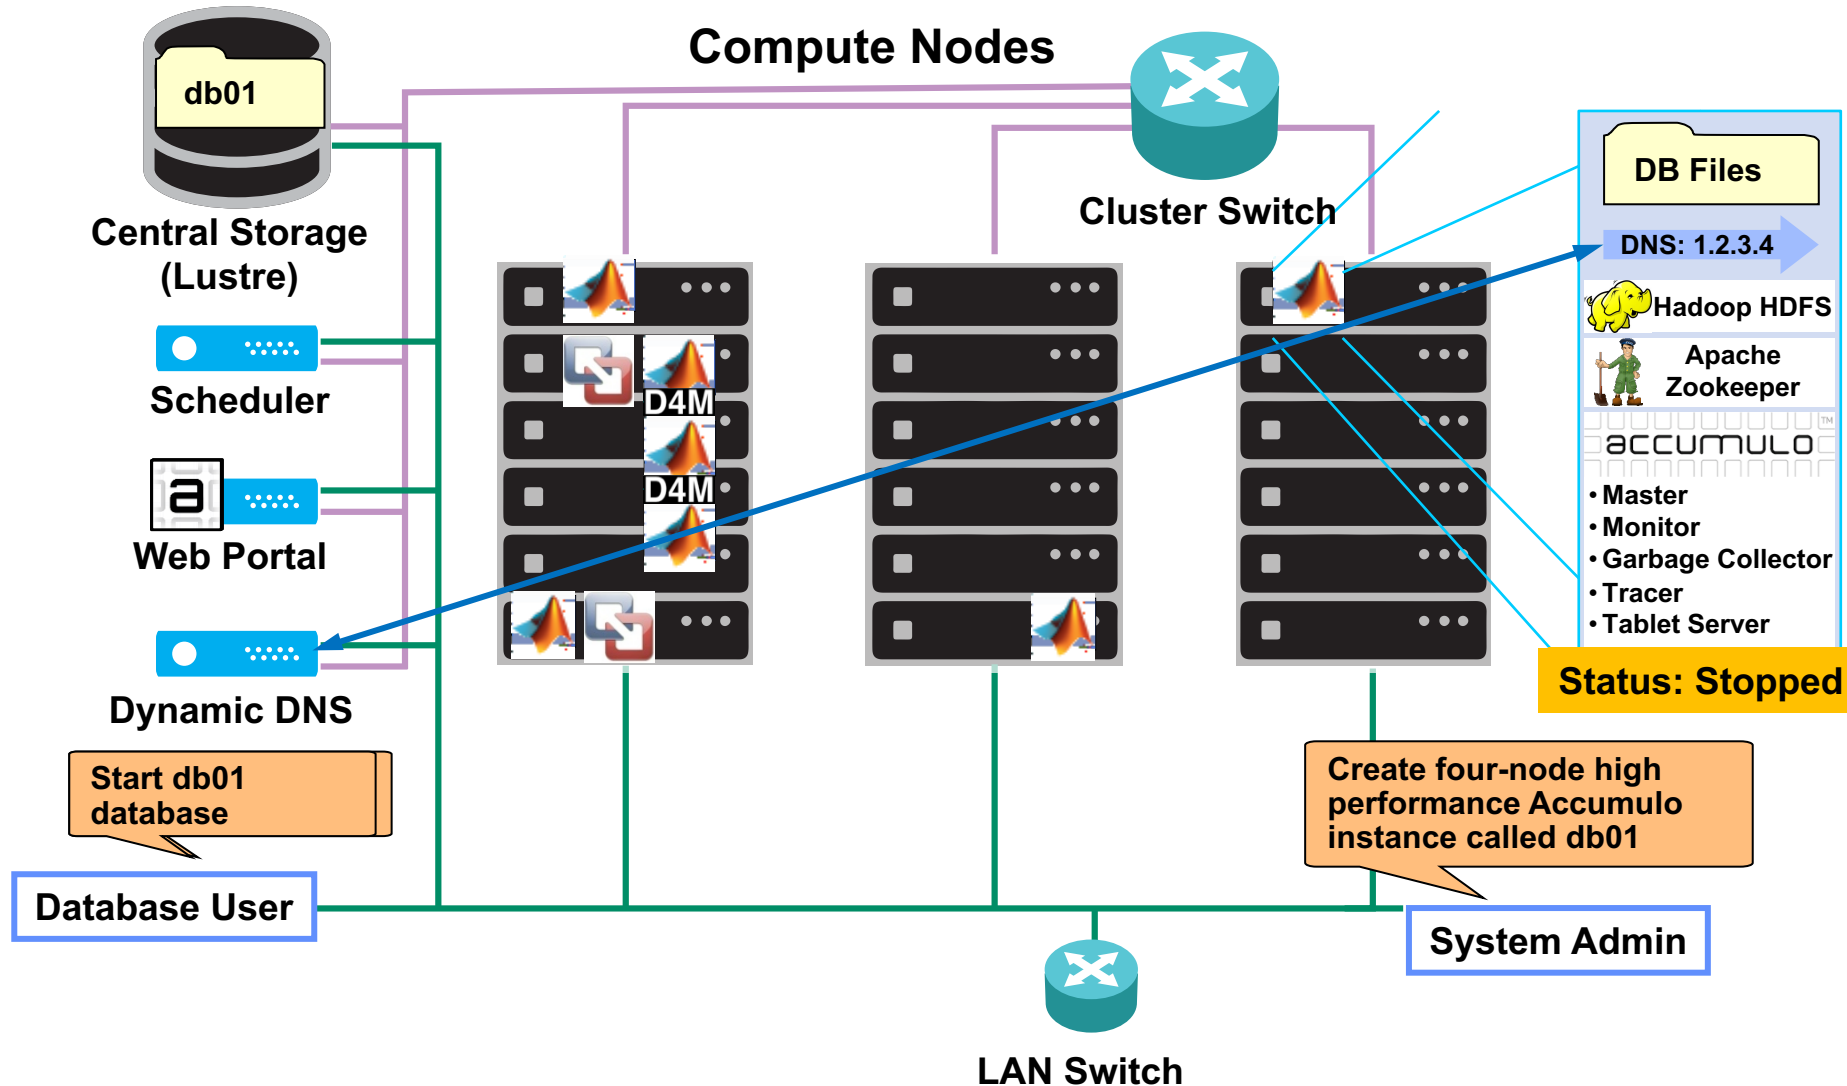 Compute Nodes
db01
Central Storage
(Lustre)
Cluster Switch
DB Files
DNS: 1.2.3.4
Hadoop HDFS
Apache
Zookeeper
accumulo™
• Master
• Monitor
• Garbage Collector
• Tracer
• Tablet Server
Status: Stopped
Scheduler
D4M
D4M
a
Web Portal
Dynamic DNS
Start db01
database
Create four-node high
performance Accumulo
instance called db01
Database User
System Admin
LAN Switch